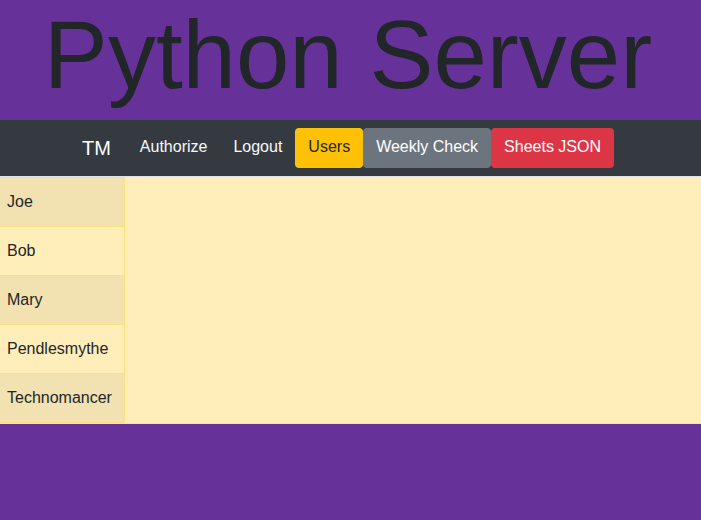 Python Server
TM Authorize Logout Users Weekly Check Sheets JSON
Joe
Bob
Mary
Pendlesmythe
Technomancer